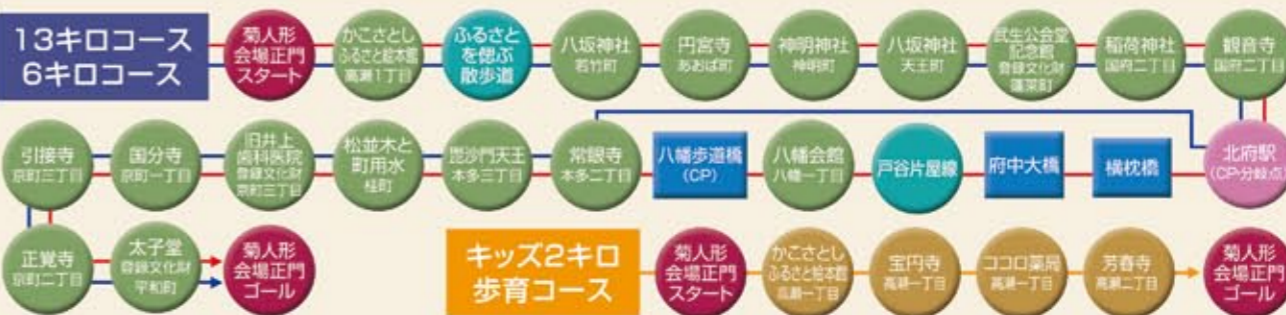 13キロコース
6キロコース
菊人形
会場正門
スタート
かこさとし
ふるさと絵本館
高瀬1丁目
ふるさと
を偲ぶ
散歩道
八坂神社
若竹町
円宮寺
あおば町
神明神社
神明町
八坂神社
天王町
武生公会堂
記念館
登録文化財
蓬莱町
稲荷神社
国府二丁目
観音寺
国府二丁目
引接寺
京町三丁目
国分寺
京町一丁目
旧井上
歯科医院
登録文化財
京町三丁目
松並木と
町用水
桂町
毘沙門天王
本多三丁目
常眼寺
本多二丁目
八幡歩道橋
(CP)
八幡会館
八幡一丁目
戸谷片屋線
府中大橋
横枕橋
北府駅
(CP・分岐点)
正覚寺
京町二丁目
太子堂
登録文化財
平和町
菊人形
会場正門
ゴール
キッズ2キロ
歩育コース
菊人形
会場正門
スタート
かこさとし
ふるさと絵本館
高瀬一丁目
宝円寺
高瀬一丁目
ココロ薬局
高瀬一丁目
芳春寺
高瀬二丁目
菊人形
会場正門
ゴール